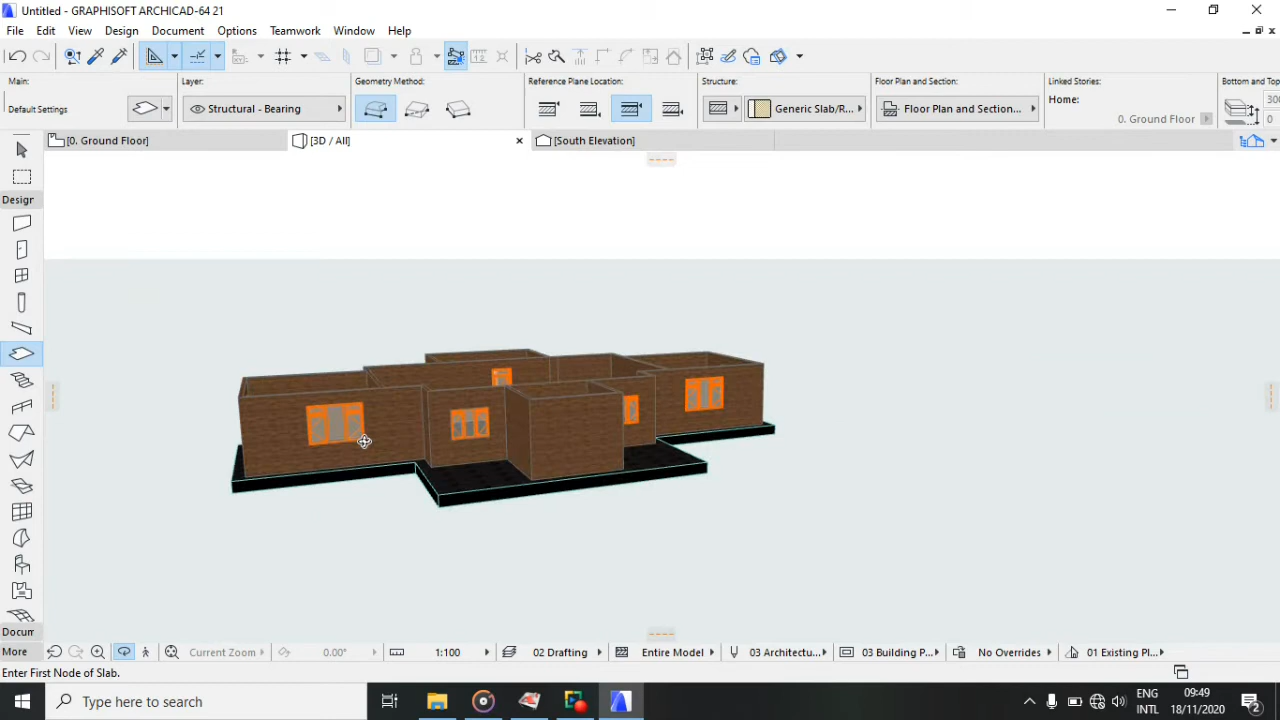 Untitled - GRAPHISOFT ARCHICAD-64 21
File Edit View Design Document Options Teamwork Window Help
Main: Layer: Geometry Method: Reference Plane Location: Structure: Floor Plan and Section: Linked Stories: Bottom and Top
Home: 300
Default Settings Structural - Bearing Generic Slab/R... Floor Plan and Section... 0. Ground Floor 0
[0. Ground Floor] [3D / All] [South Elevation]
Desigr
Docum
More Current Zoom 0.00° 1:100 02 Drafting Entire Model 03 Architectu... 03 Building P... No Overrides 01 Existing Pl...
Enter First Node of Slab.
Type here to search
ENG 09:49
INTL 18/11/2020 2